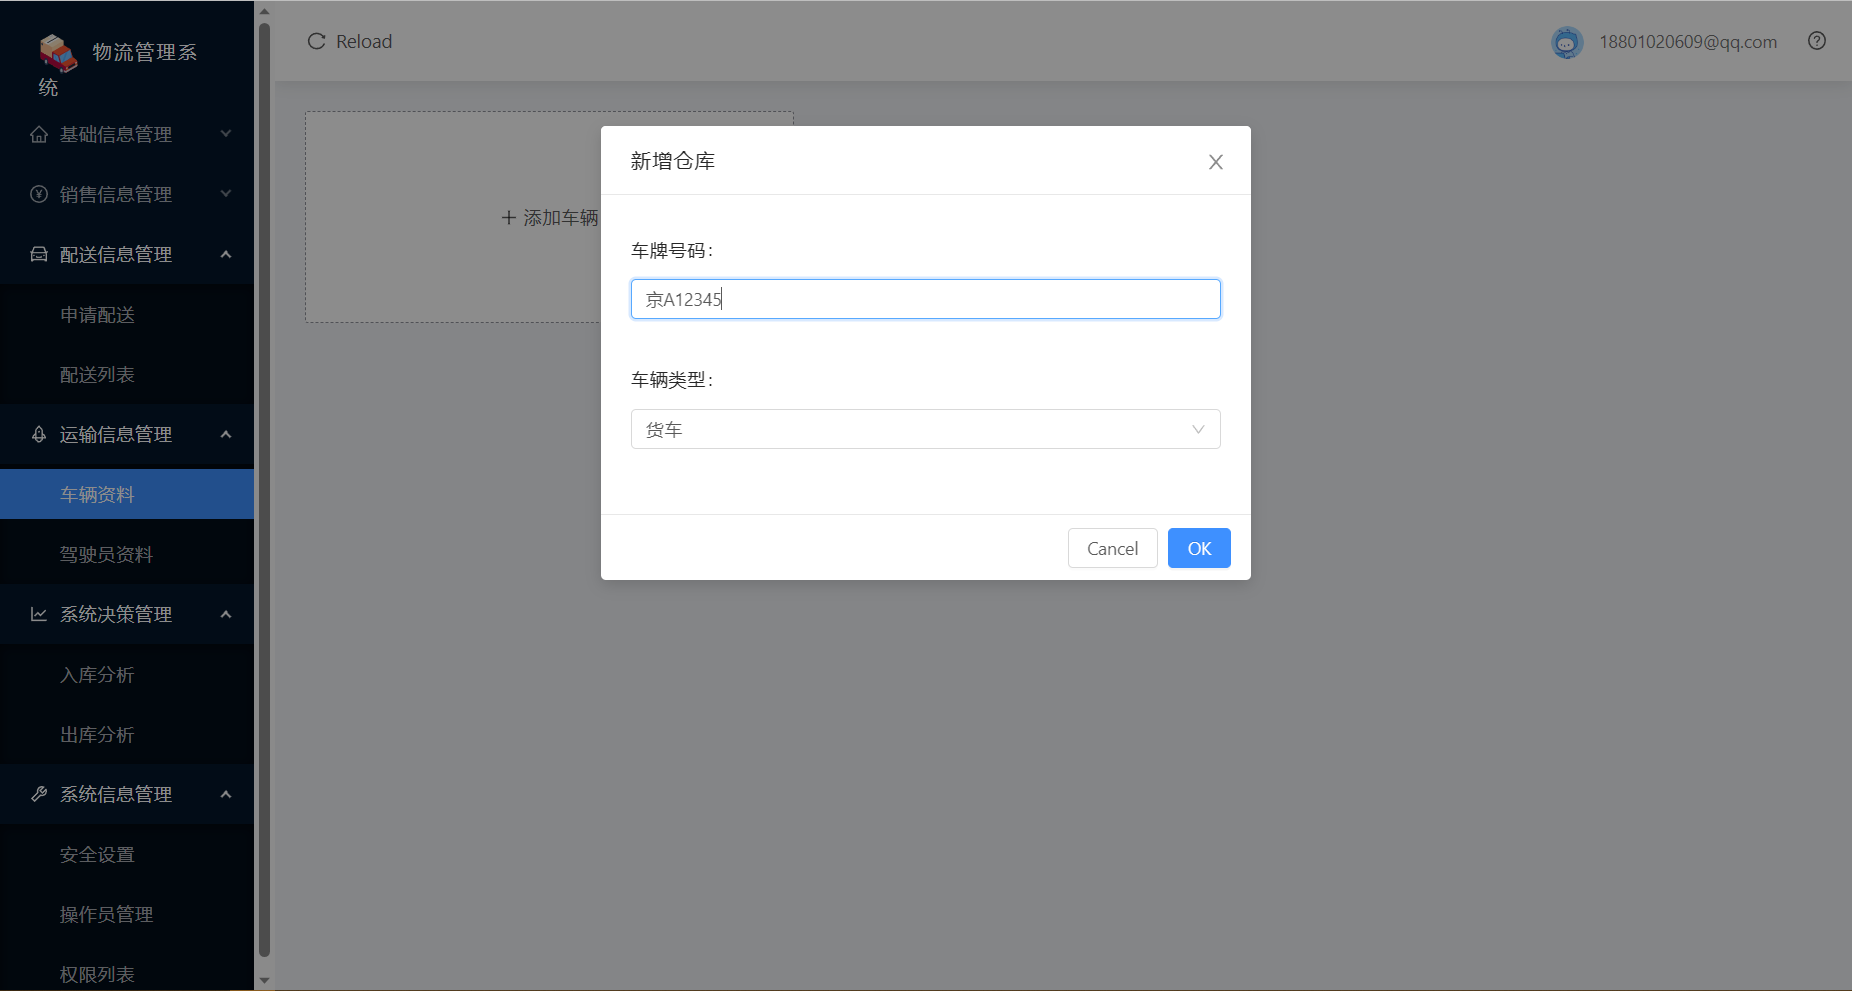 物流管理系
统
基础信息管理
销售信息管理
配送信息管理
申请配送
配送列表
运输信息管理
车辆资料
驾驶员资料
系统决策管理
入库分析
出库分析
系统信息管理
安全设置
操作员管理
权限列表
Reload
18801020609@qq.com
添加车辆
新增仓库
车牌号码:
京A12345
车辆类型:
货车
Cancel
OK